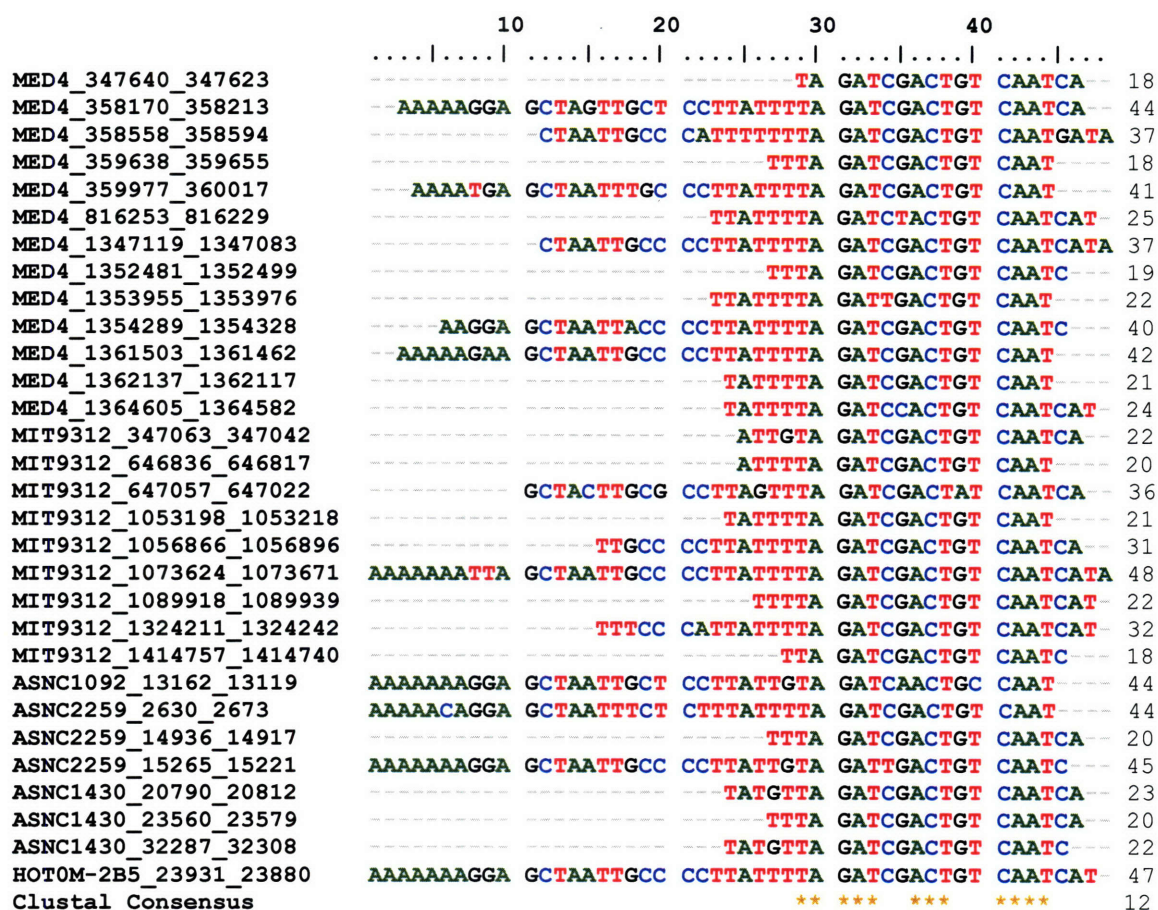 10 20 30 40
....|....| ....|....| ....|....| ....|....| ....|...
MED4_347640_347623 ---------- ---------- --------TA GATCGACTGT CAATCA-- 18
MED4_358170_358213 --AAAAAGGA GCTAGTTGCT CCTTATTTTA GATCGACTGT CAATCA-- 44
MED4_358558_358594 ---------- -CTAATTGCC CATTTTTTTA GATCGACTGT CAATGATA 37
MED4_359638_359655 ---------- ---------- ------TTTA GATCGACTGT CAAT---- 18
MED4_359977_360017 ---AAAATGA GCTAATTTGC CCTTATTTTA GATCGACTGT CAAT---- 41
MED4_816253_816229 ---------- ---------- --TTATTTTA GATCTACTGT CAATCAT- 25
MED4_1347119_1347083 ---------- -CTAATTGCC CCTTATTTTA GATCGACTGT CAATCATA 37
MED4_1352481_1352499 ---------- ---------- ------TTTA GATCGACTGT CAATC--- 19
MED4_1353955_1353976 ---------- ---------- --TTATTTTA GATTGACTGT CAAT---- 22
MED4_1354289_1354328 -----AAGGA GCTAATTACC CCTTATTTTA GATCGACTGT CAATC--- 40
MED4_1361503_1361462 --AAAAAGAA GCTAATTGCC CCTTATTTTA GATCGACTGT CAAT---- 42
MED4_1362137_1362117 ---------- ---------- ---TATTTTA GATCGACTGT CAAT---- 21
MED4_1364605_1364582 ---------- ---------- ---TATTTTA GATCCACTGT CAATCAT- 24
MIT9312_347063_347042 ---------- ---------- ----ATTGTA GATCGACTGT CAATCA-- 22
MIT9312_646836_646817 ---------- ---------- ----ATTTTA GATCGACTGT CAAT---- 20
MIT9312_647057_647022 ---------- GCTACTTGCG CCTTAGTTTA GATCGACTAT CAATCA-- 36
MIT9312_1053198_1053218 ---------- ---------- ---TATTTTA GATCGACTGT CAAT---- 21
MIT9312_1056866_1056896 ---------- -----TTGCC CCTTATTTTA GATCGACTGT CAATCA-- 31
MIT9312_1073624_1073671 AAAAAAATTA GCTAATTGCC CCTTATTTTA GATCGACTGT CAATCATA 48
MIT9312_1089918_1089939 ---------- ---------- -----TTTTA GATCGACTGT CAATCAT- 22
MIT9312_1324211_1324242 ---------- -----TTTCC CATTATTTTA GATCGACTGT CAATCAT- 32
MIT9312_1414757_1414740 ---------- ---------- -------TTA GATCGACTGT CAATC--- 18
ASNC1092_13162_13119 AAAAAAAGGA GCTAATTGCT CCTTATTGTA GATCAACTGC CAAT---- 44
ASNC2259_2630_2673 AAAAACAGGA GCTAATTTCT CTTTATTTTA GATCGACTGT CAAT---- 44
ASNC2259_14936_14917 ---------- ---------- ------TTTA GATCGACTGT CAATCA-- 20
ASNC2259_15265_15221 AAAAAAAGGA GCTAATTGCC CCTTATTGTA GATTGACTGT CAATC--- 45
ASNC1430_20790_20812 ---------- ---------- ---TATGTTA GATCGACTGT CAATCA-- 23
ASNC1430_23560_23579 ---------- ---------- ------TTTA GATCGACTGT CAATCA-- 20
ASNC1430_32287_32308 ---------- ---------- ---TATGTTA GATCGACTGT CAATC--- 22
HOT0M-2B5_23931_23880 AAAAAAAGGA GCTAATTGCC CCTTATTTTA GATCGACTGT CAATCAT- 47
Clustal Consensus ** *** *** **** 12